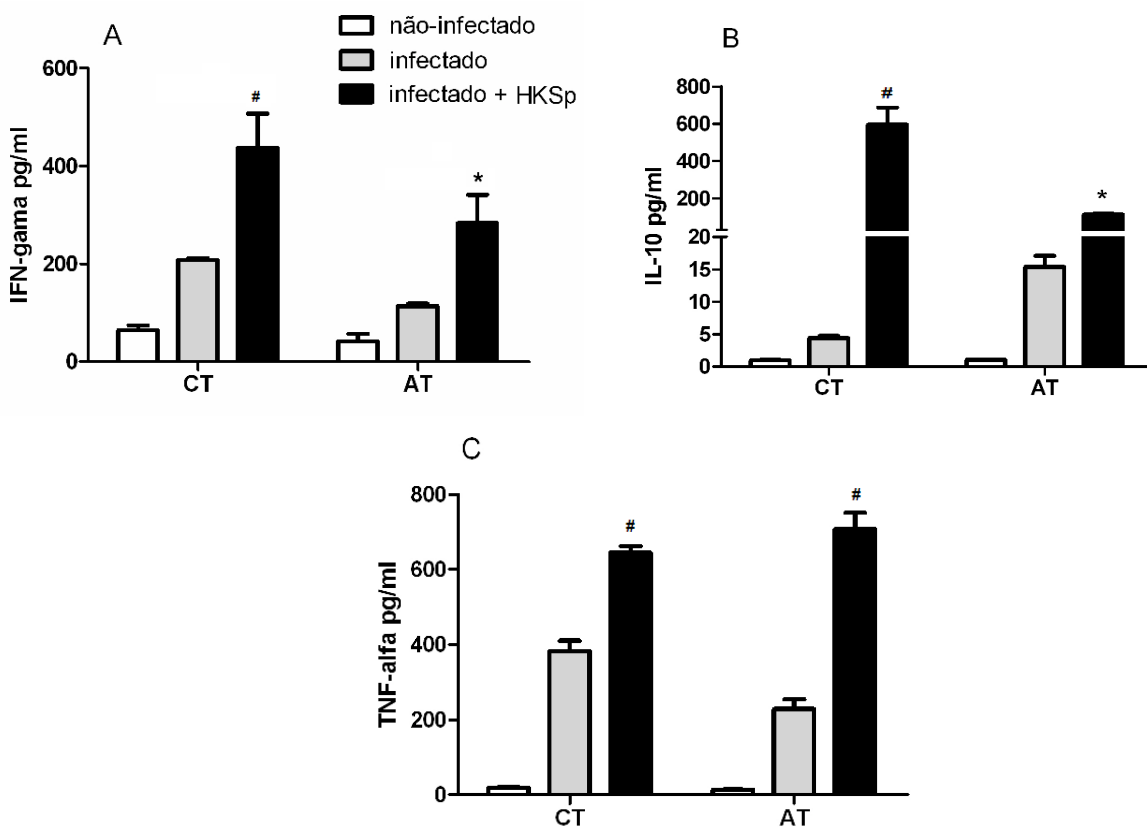 A
não-infectado
infectado
infectado + HKSp
600
400
200
0
IFN-gama pg/ml
#
*
CT
AT
B
800
600
400
200
20
15
10
5
0
IL-10 pg/ml
#
*
CT
AT
C
800
600
400
200
0
TNF-alfa pg/ml
#
#
CT
AT